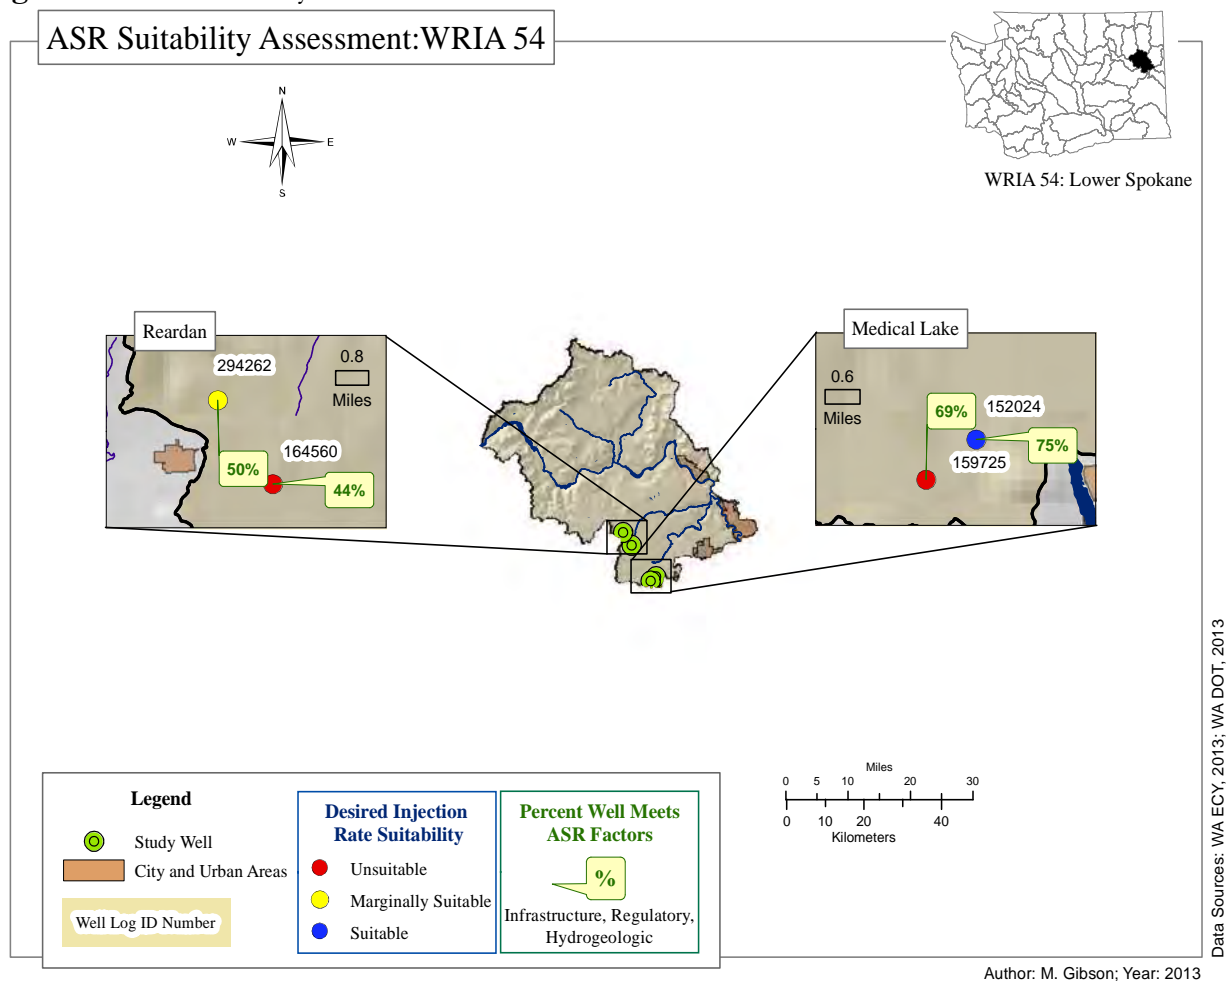 ASR Suitability Assessment:WRIA 54
WRIA 54: Lower Spokane
N
W
E
S
Reardan
294262
0.8
Miles
164560
50%
44%
Medical Lake
0.6
Miles
69%
152024
75%
159725
Miles
0 5 10 20 30
0 10 20 40
Kilometers
Legend
Study Well
City and Urban Areas
Well Log ID Number
Desired Injection
Rate Suitability
Unsuitable
Marginally Suitable
Suitable
Percent Well Meets
ASR Factors
%
Infrastructure, Regulatory,
Hydrogeologic
Data Sources: WA ECY, 2013; WA DOT, 2013
Author: M. Gibson; Year: 2013